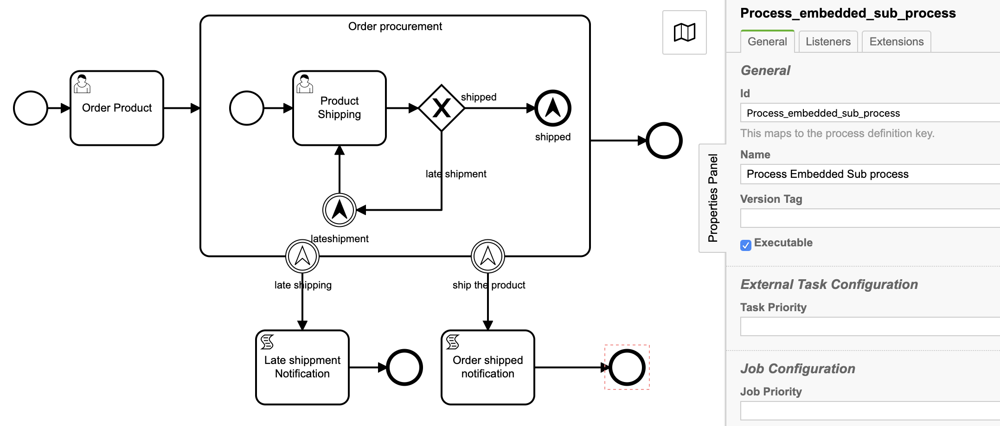 Order procurement
Order Product
Product
Shipping
shipped
shipped
late shipment
lateshipment
late shipping
ship the product
Late shippment
Notification
Order shipped
notification
Properties Panel
Process_embedded_sub_process
General
Listeners
Extensions
General
Id
Process_embedded_sub_process
This maps to the process definition key.
Name
Process Embedded Sub process
Version Tag
Executable
External Task Configuration
Task Priority
Job Configuration
Job Priority